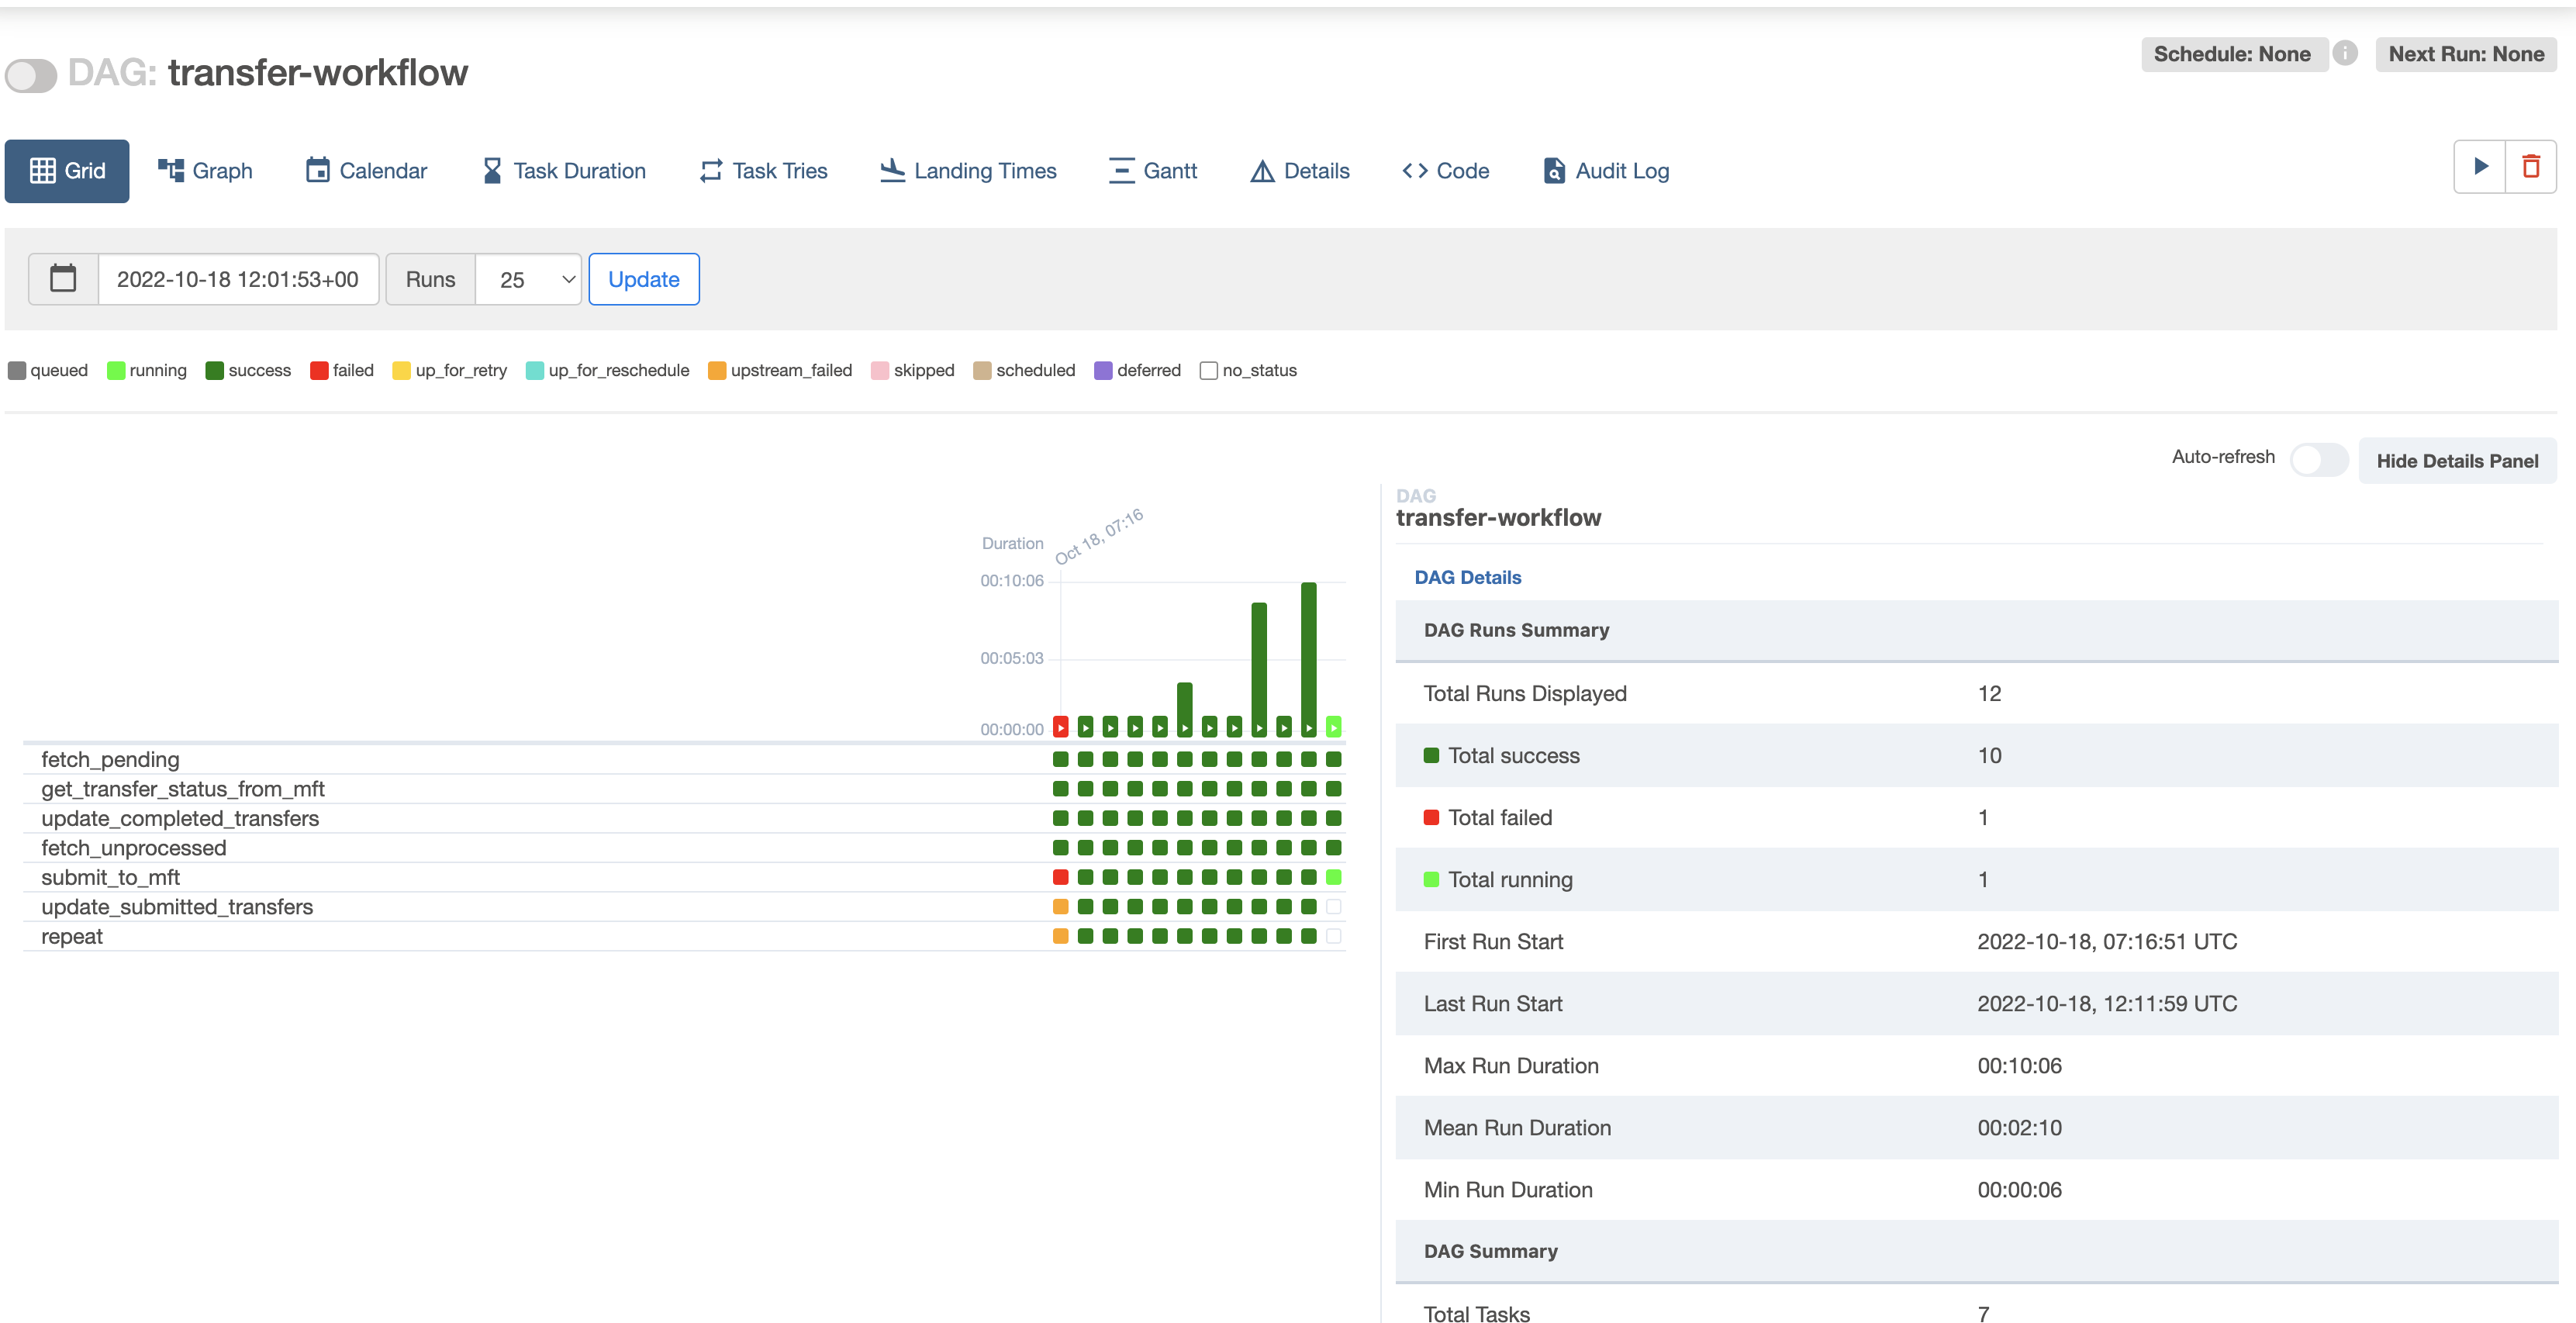 DAG: transfer-workflow
Schedule: None
Next Run: None
Grid Graph Calendar Task Duration Task Tries Landing Times Gantt Details Code Audit Log
2022-10-18 12:01:53+00 Runs 25 Update
queued running success failed up_for_retry up_for_reschedule upstream_failed skipped scheduled deferred no_status
Auto-refresh Hide Details Panel
Duration
Oct 18, 07:16
00:10:06
00:05:03
00:00:00
fetch_pending
get_transfer_status_from_mft
update_completed_transfers
fetch_unprocessed
submit_to_mft
update_submitted_transfers
repeat
DAG
transfer-workflow
DAG Details
DAG Runs Summary
Total Runs Displayed 12
Total success 10
Total failed 1
Total running 1
First Run Start 2022-10-18, 07:16:51 UTC
Last Run Start 2022-10-18, 12:11:59 UTC
Max Run Duration 00:10:06
Mean Run Duration 00:02:10
Min Run Duration 00:00:06
DAG Summary
Total Tasks 7